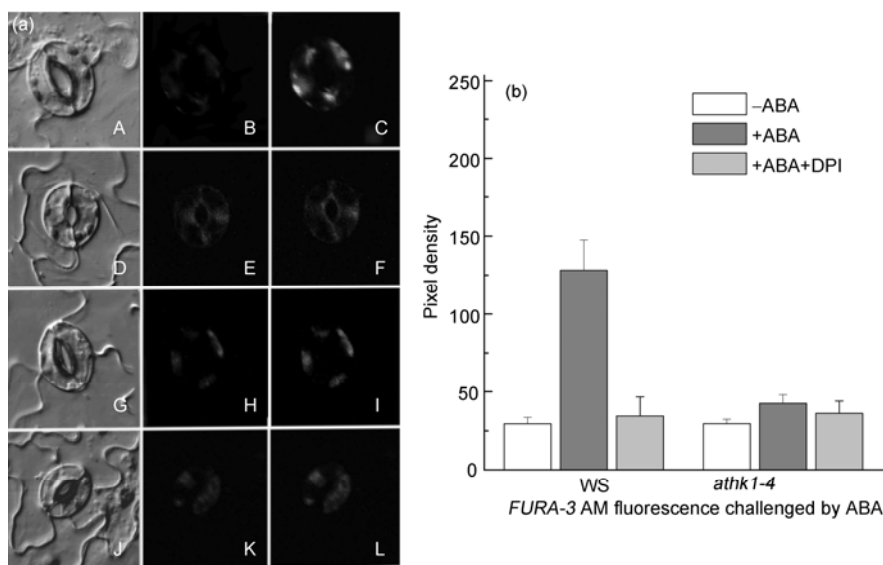 (a)
A B C
D E F
G H I
J K L
(b)
–ABA
+ABA
+ABA+DPI
Pixel density
250
200
150
100
50
0
WS athk1-4
FURA-3 AM fluorescence challenged by ABA